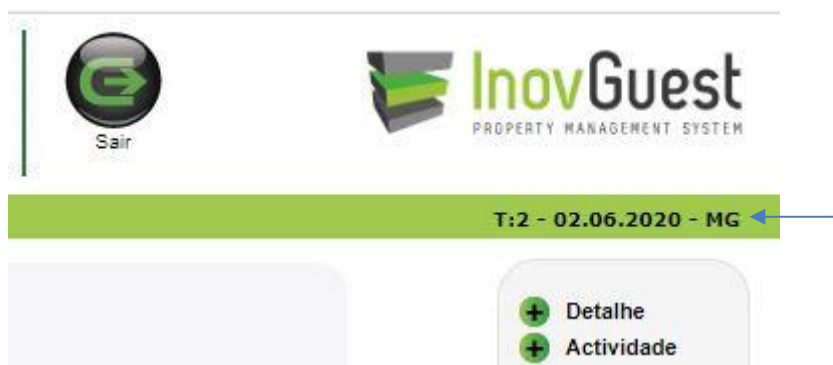 InovGuest
PROPERTY MANAGEMENT SYSTEM
Sair
T:2 - 02.06.2020 - MG
Detalhe
Actividade